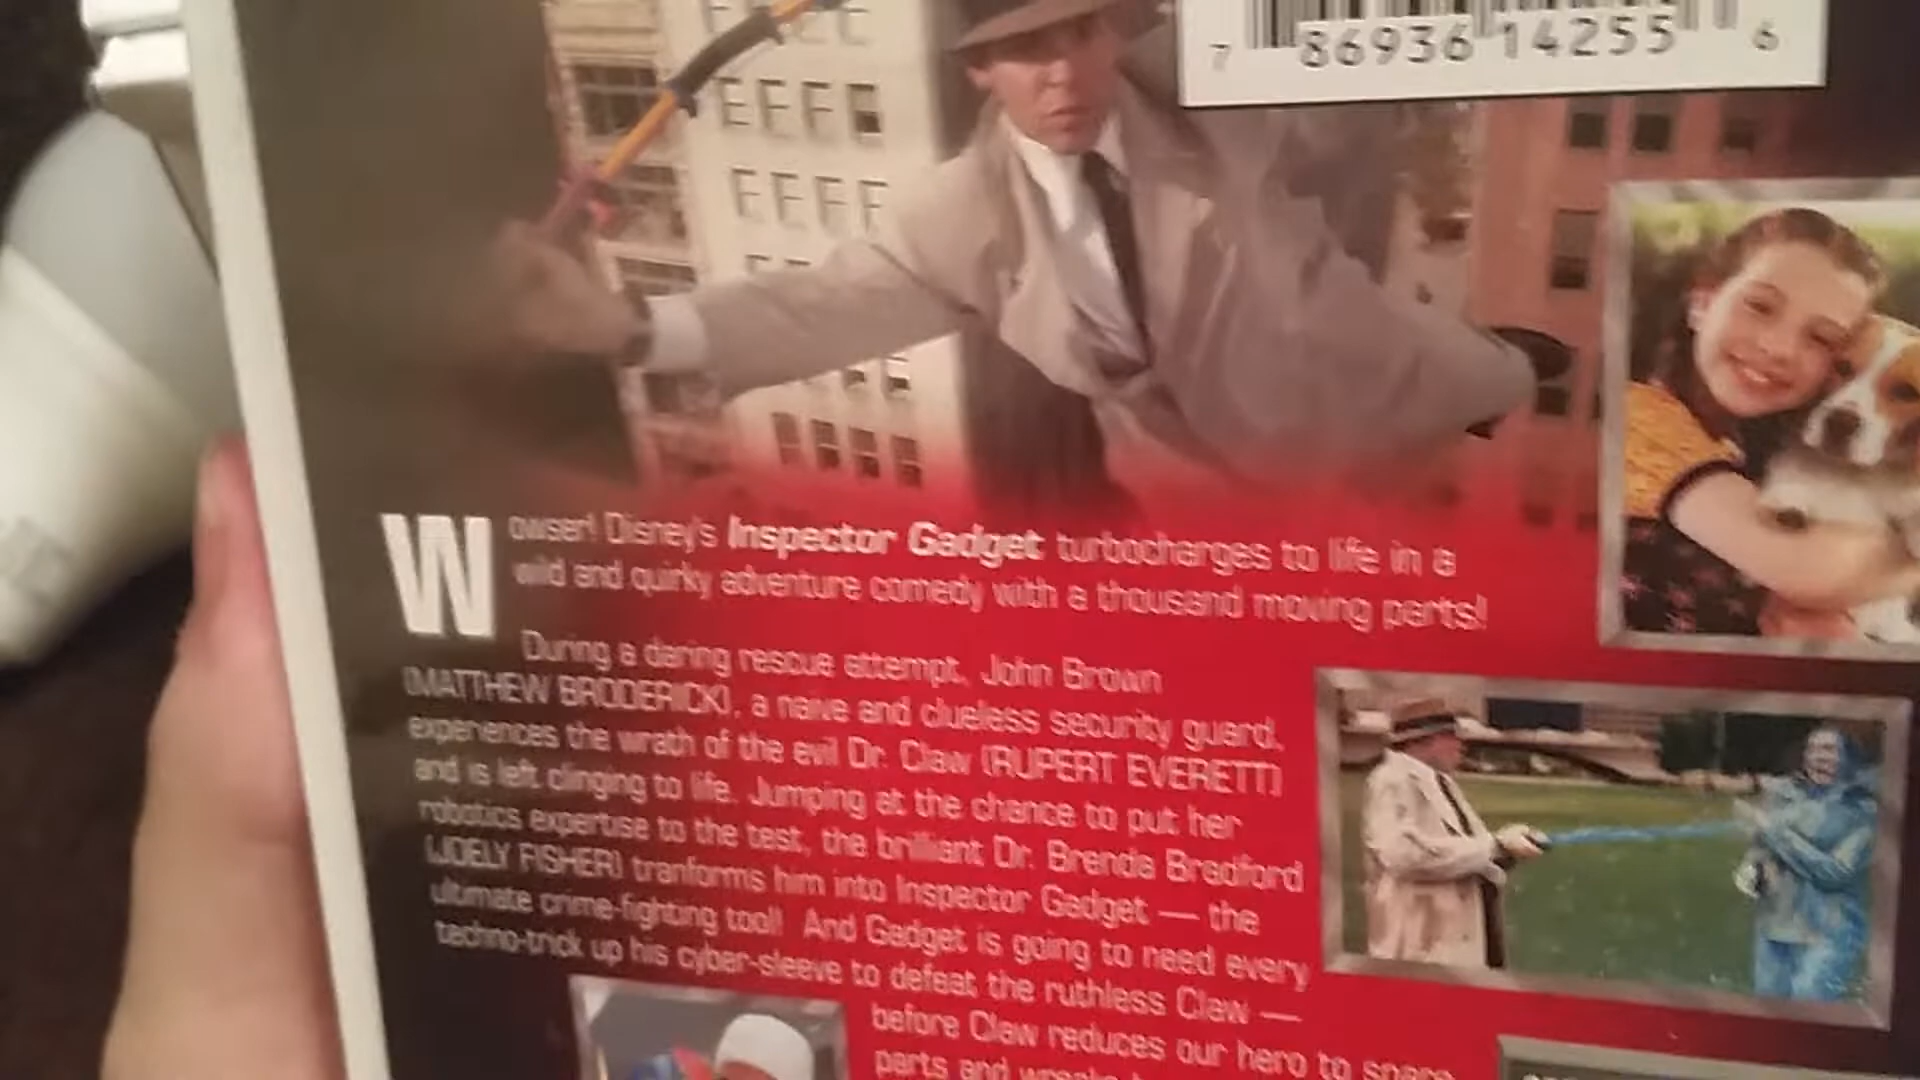 7 86936 14255 6
Wowser! Disney's Inspector Gadget turbocharges to life in a
wild and quirky adventure comedy with a thousand moving parts!
During a daring rescue attempt, John Brown
(MATTHEW BRODERICK), a naive and clueless security guard,
experiences the wrath of the evil Dr. Claw (RUPERT EVERETT)
and is left clinging to life. Jumping at the chance to put her
robotics expertise to the test, the brilliant Dr. Brenda Bradford
(JOELY FISHER) tranforms him into Inspector Gadget — the
ultimate crime-fighting tool! And Gadget is going to need every
techno-trick up his cyber-sleeve to defeat the ruthless Claw —
before Claw reduces our hero to spare
parts and